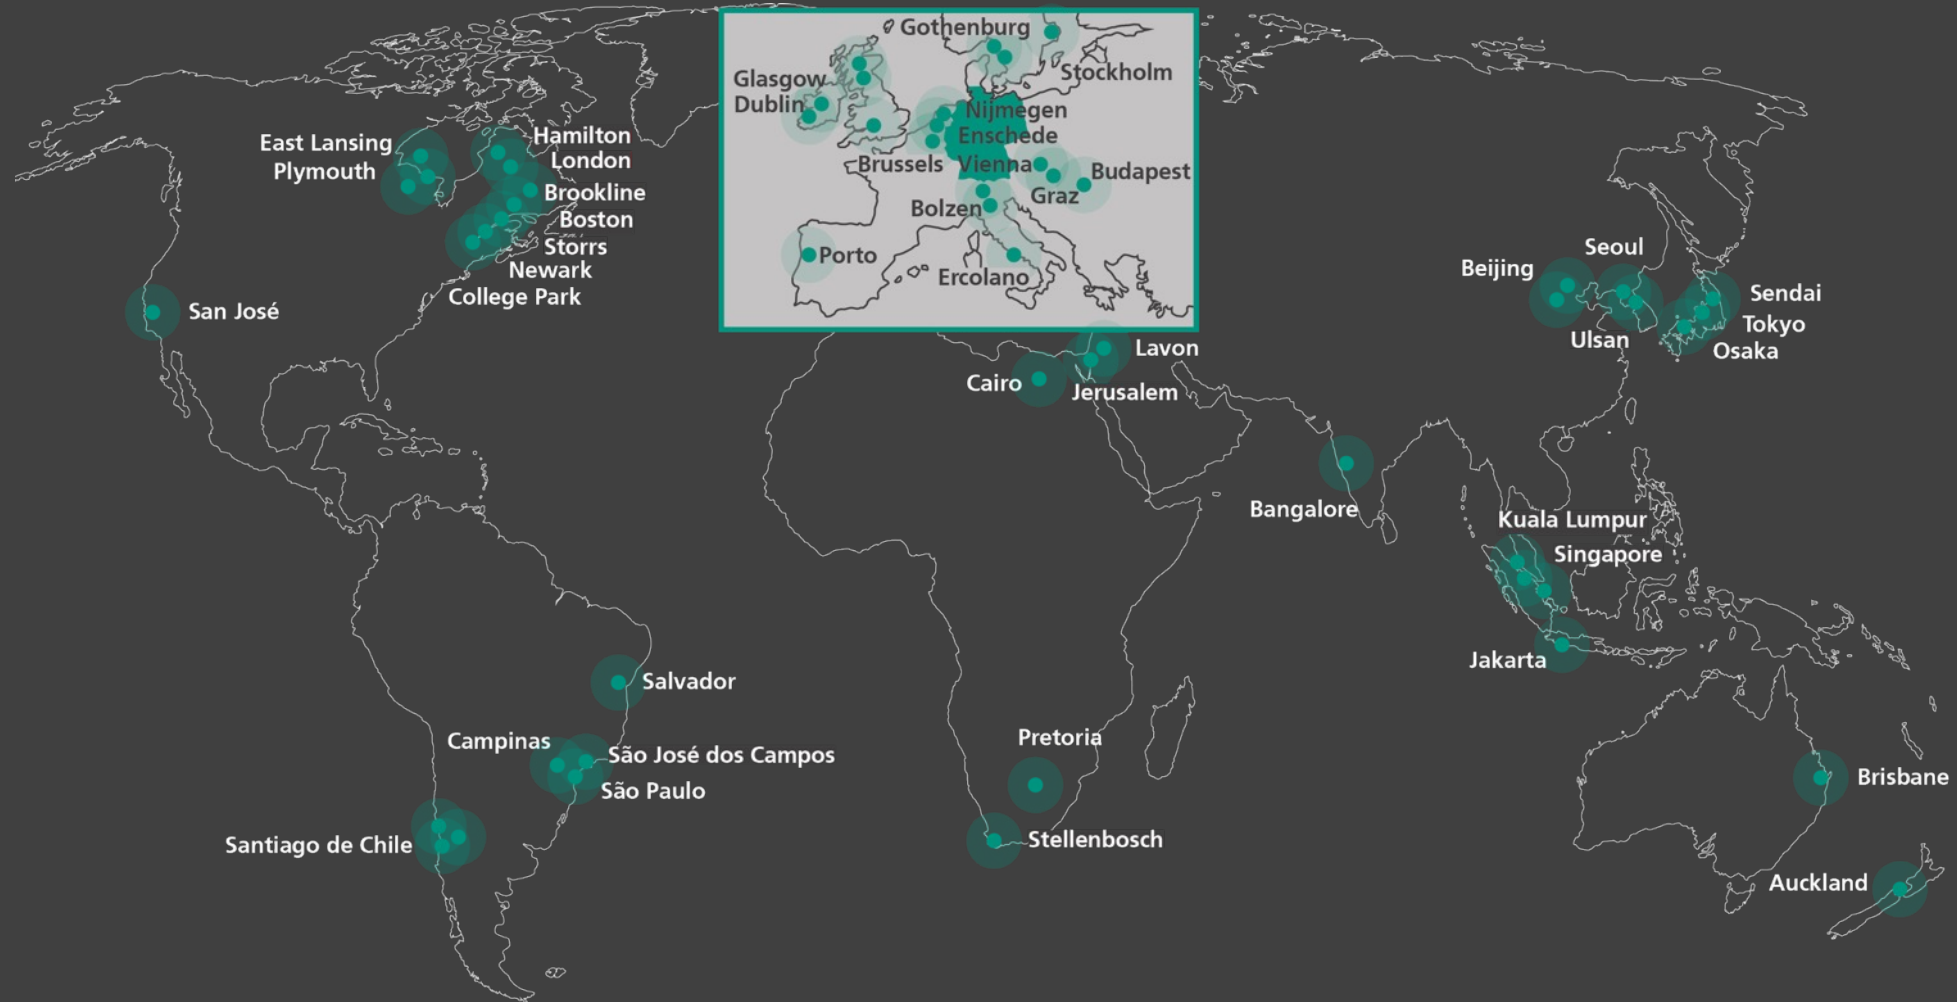 Gothenburg
Stockholm
Glasgow
Dublin
Nijmegen
Enschede
Brussels
Vienna
Budapest
Graz
Bolzen
Porto
Ercolano
East Lansing
Plymouth
Hamilton
London
Brookline
Boston
Storrs
Newark
College Park
San José
Seoul
Beijing
Sendai
Tokyo
Osaka
Ulsan
Lavon
Cairo
Jerusalem
Bangalore
Kuala Lumpur
Singapore
Jakarta
Salvador
Campinas
São José dos Campos
São Paulo
Santiago de Chile
Pretoria
Stellenbosch
Brisbane
Auckland